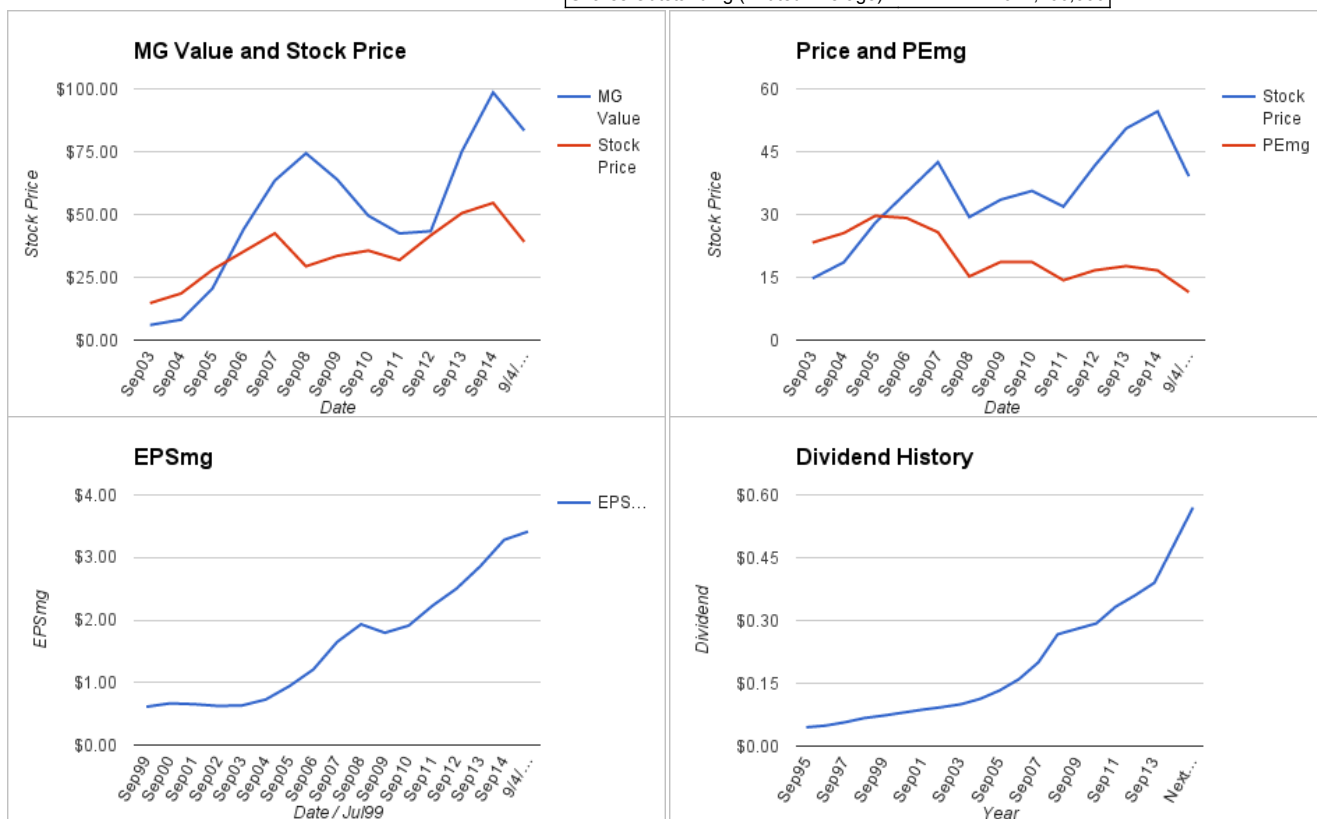 MG Value and Stock Price
$100.00
$75.00
$50.00
$25.00
$0.00
Stock Price
Sep03
Sep04
Sep05
Sep06
Sep07
Sep08
Sep09
Sep10
Sep11
Sep12
Sep13
Sep14
9/4/...
Date
MG
Value
Stock
Price
Price and PEmg
60
45
30
15
0
Stock Price
Sep03
Sep04
Sep05
Sep06
Sep07
Sep08
Sep09
Sep10
Sep11
Sep12
Sep13
Sep14
9/4/...
Date
Stock
Price
PEmg
EPSmg
$4.00
$3.00
$2.00
$1.00
$0.00
EPSmg
Sep99
Sep00
Sep01
Sep02
Sep03
Sep04
Sep05
Sep06
Sep07
Sep08
Sep09
Sep10
Sep11
Sep12
Sep13
Sep14
9/4/...
Date / Jul99
EPS...
Dividend History
$0.60
$0.45
$0.30
$0.15
$0.00
Dividend
Sep95
Sep97
Sep99
Sep01
Sep03
Sep05
Sep07
Sep09
Sep11
Sep13
Next...
Year